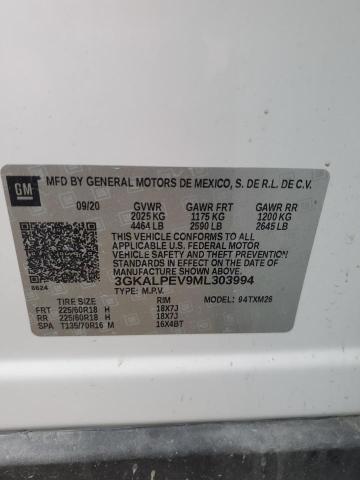 GM
MFD BY GENERAL MOTORS DE MEXICO, S. DE R.L. DE C.V.
09/20 GVWR GAWR FRT GAWR RR
2025 KG 1175 KG 1200 KG
4464 LB 2590 LB 2645 LB
THIS VEHICLE CONFORMS TO ALL
APPLICABLE U.S. FEDERAL MOTOR
VEHICLE SAFETY, BUMPER, AND THEFT
PREVENTION STANDARDS IN EFFECT ON
THE DATE OF MANUFACTURE SHOWN ABOVE.
3GKALPEV9ML303994
TYPE: M.P.V. 94TXM26
8624
TIRE SIZE RIM
FRT 225/60R18 H 18X7J
RR 225/60R18 H 18X7J
SPA T135/70R16 M 16X4BT